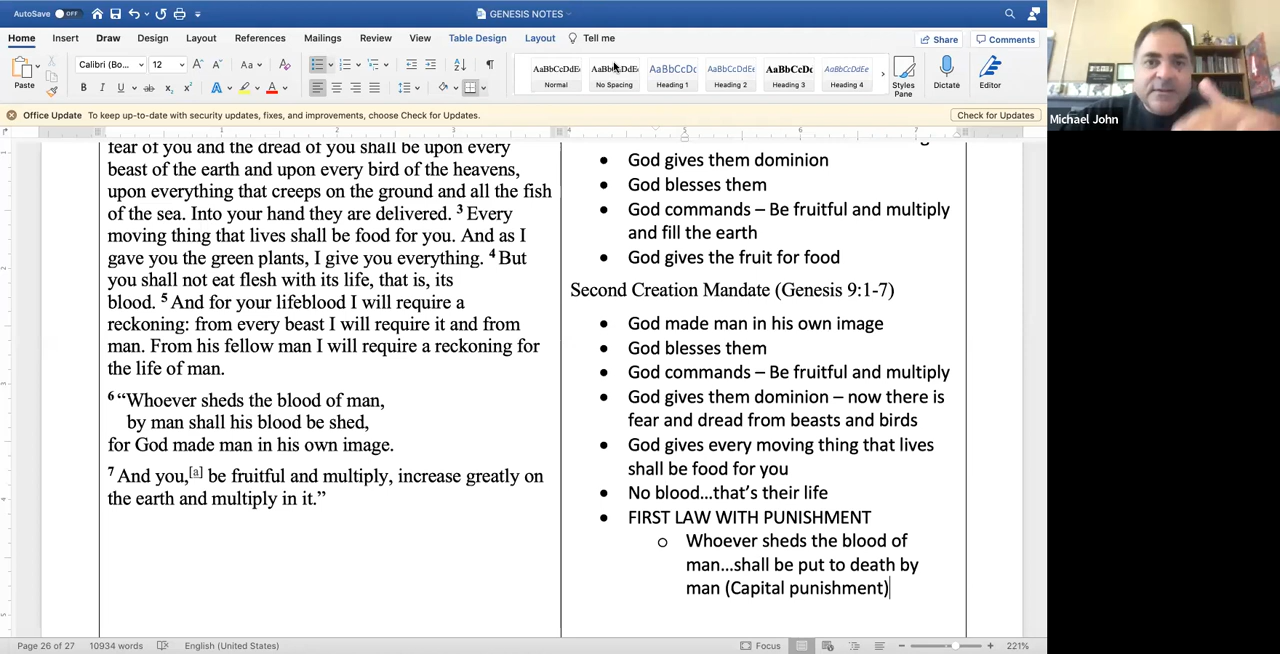 AutoSave OFF
GENESIS NOTES
Home Insert Draw Design Layout References Mailings Review View Table Design Layout Tell me
Share Comments
Paste
Calibri (Bo... 12
AaBbCcDdEe Normal
AaBbCcDdEe No Spacing
AaBbCcDc Heading 1
AaBbCcDdEe Heading 2
AaBbCcDc Heading 3
AaBbCcDdEe Heading 4
Styles Pane
Dictate
Editor
Office Update To keep up-to-date with security updates, fixes, and improvements, choose Check for Updates.
Check for Updates
Michael John
fear of you and the dread of you shall be upon every
beast of the earth and upon every bird of the heavens,
upon everything that creeps on the ground and all the fish
of the sea. Into your hand they are delivered. 3 Every
moving thing that lives shall be food for you. And as I
gave you the green plants, I give you everything. 4 But
you shall not eat flesh with its life, that is, its
blood. 5 And for your lifeblood I will require a
reckoning: from every beast I will require it and from
man. From his fellow man I will require a reckoning for
the life of man.
6 “Whoever sheds the blood of man,
by man shall his blood be shed,
for God made man in his own image.
7 And you,[a] be fruitful and multiply, increase greatly on
the earth and multiply in it.”
• God gives them dominion
• God blesses them
• God commands – Be fruitful and multiply
and fill the earth
• God gives the fruit for food
Second Creation Mandate (Genesis 9:1-7)
• God made man in his own image
• God blesses them
• God commands – Be fruitful and multiply
• God gives them dominion – now there is
fear and dread from beasts and birds
• God gives every moving thing that lives
shall be food for you
• No blood...that’s their life
• FIRST LAW WITH PUNISHMENT
o Whoever sheds the blood of
man...shall be put to death by
man (Capital punishment)
Page 26 of 27 10934 words English (United States)
Focus
221%